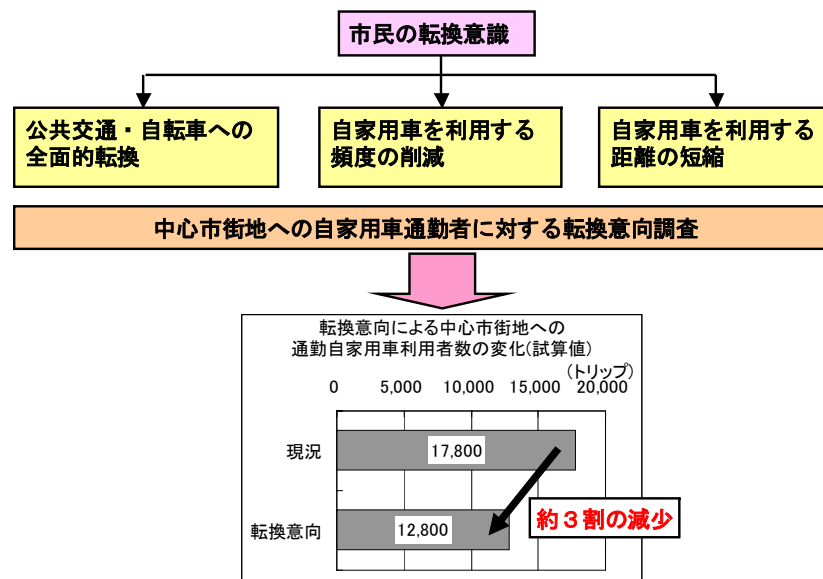 市民の転換意識
公共交通・自転車への
全面的転換
自家用車を利用する
頻度の削減
自家用車を利用する
距離の短縮
中心市街地への自家用車通勤者に対する転換意向調査
転換意向による中心市街地への
通勤自家用車利用者数の変化(試算値)
(トリップ)
0 5,000 10,000 15,000 20,000
現況 17,800
転換意向 12,800
約3割の減少